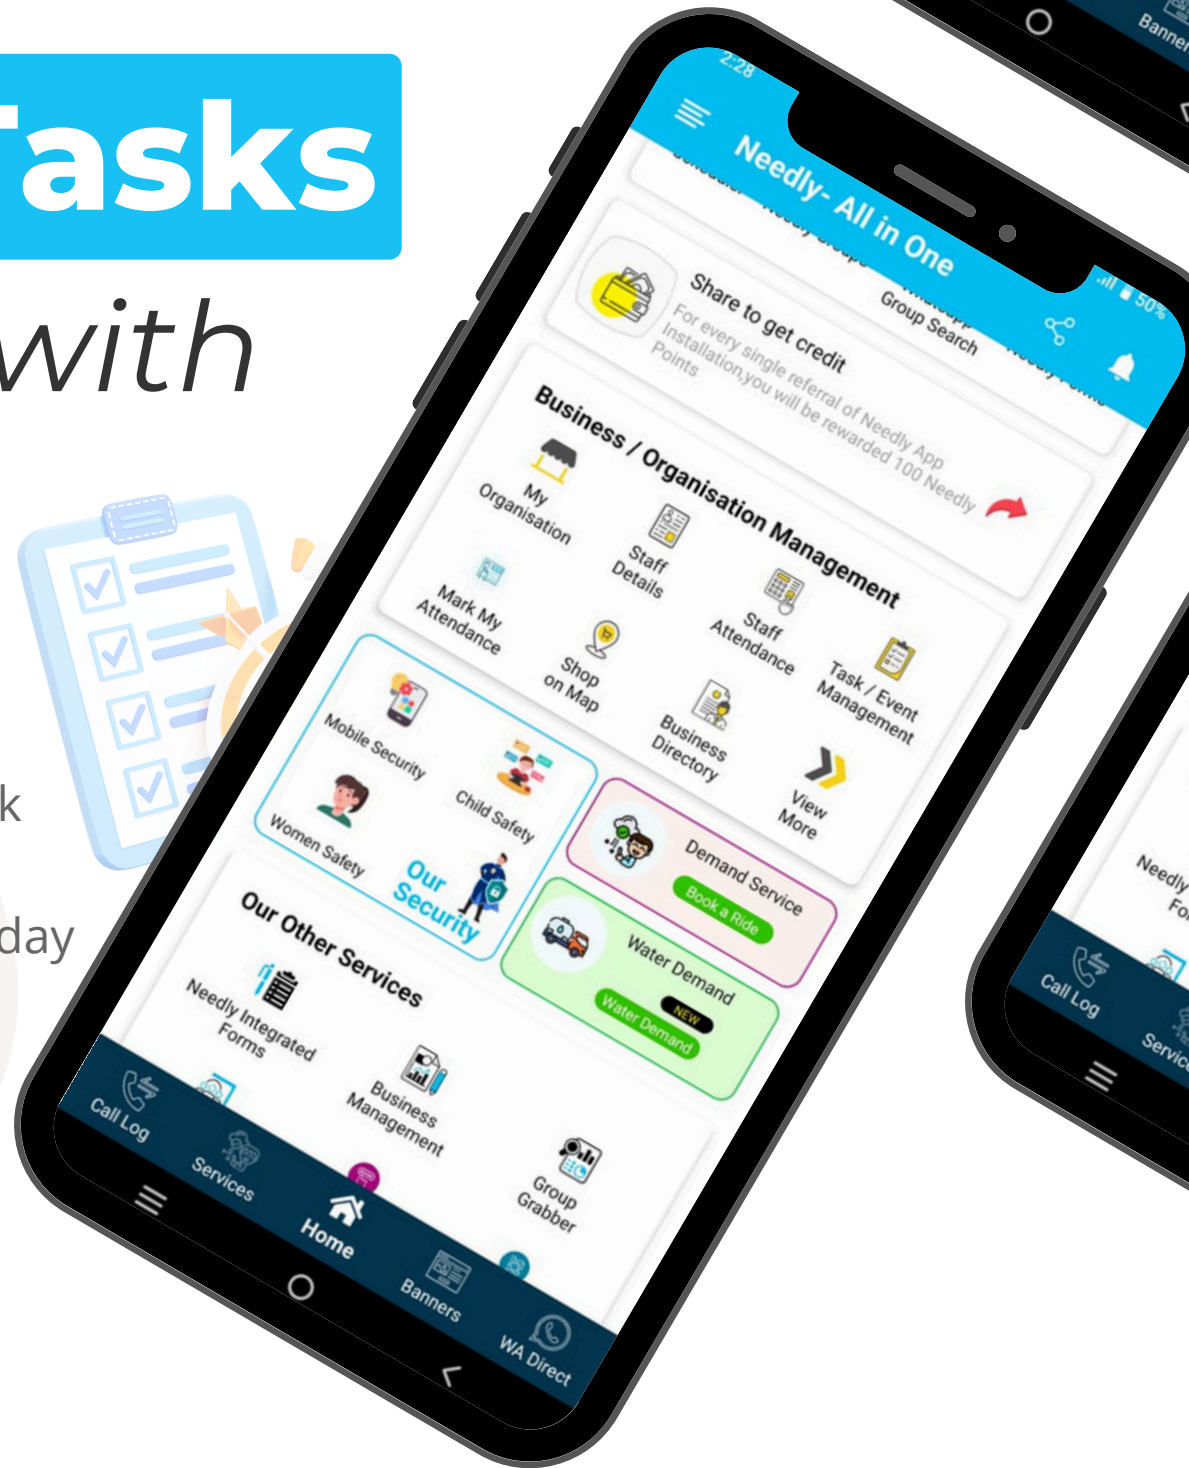 Tasks
with
k
day
2:28
50%
Needly- All in One
Group Search
Share to get credit
For every single referral of Needly App
Installation,you will be rewarded 100 Needly
Points
Business / Organisation Management
My
Organisation
Staff
Details
Staff
Attendance
Task / Event
Management
Mark My
Attendance
Shop
on Map
Business
Directory
View
More
Mobile Security
Child Safety
Women Safety
Our
Security
Demand Service
Book a Ride
Water Demand
NEW
Water Demand
Our Other Services
Needly Integrated
Forms
Business
Management
Group
Grabber
Call Log
Services
Home
Banners
WA Direct
Banner
Needly
Fo
Call Log
Service